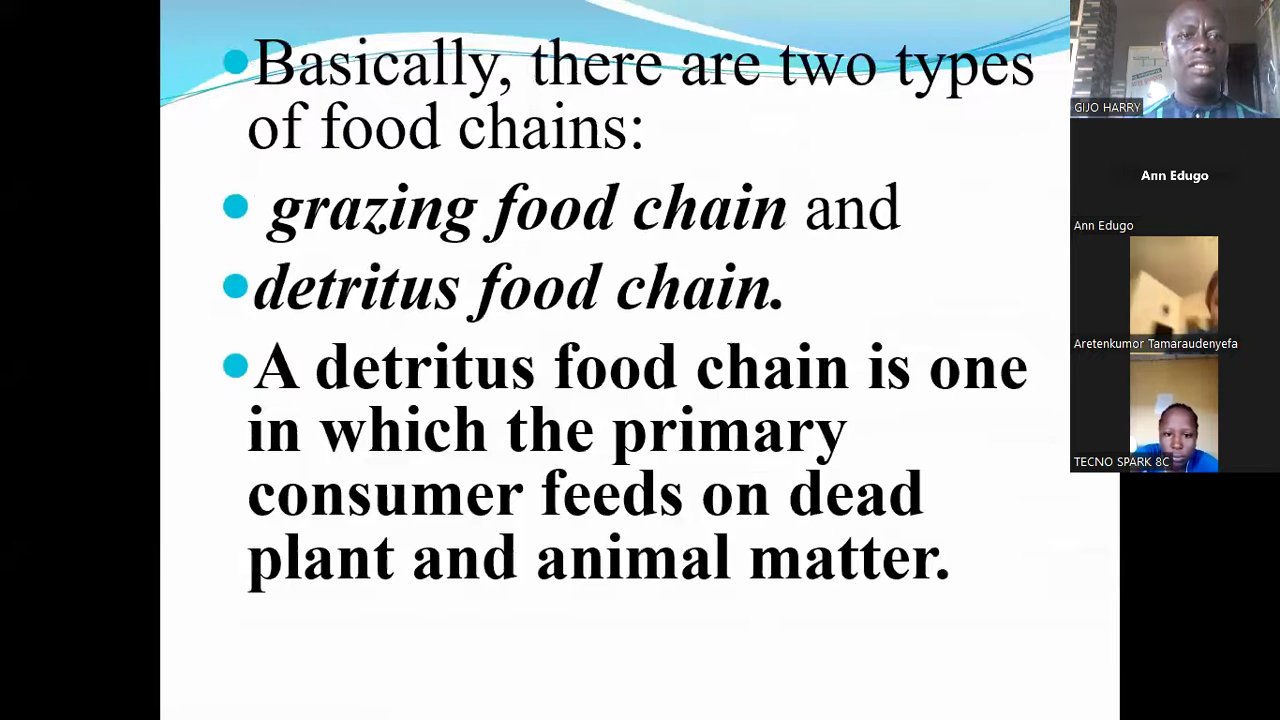 Basically, there are two types
of food chains:
grazing food chain and
detritus food chain.
A detritus food chain is one
in which the primary
consumer feeds on dead
plant and animal matter.
GIJO HARRY
Ann Edugo
Ann Edugo
Aretenkumor Tamaraudenyefa
TECNO SPARK 8C